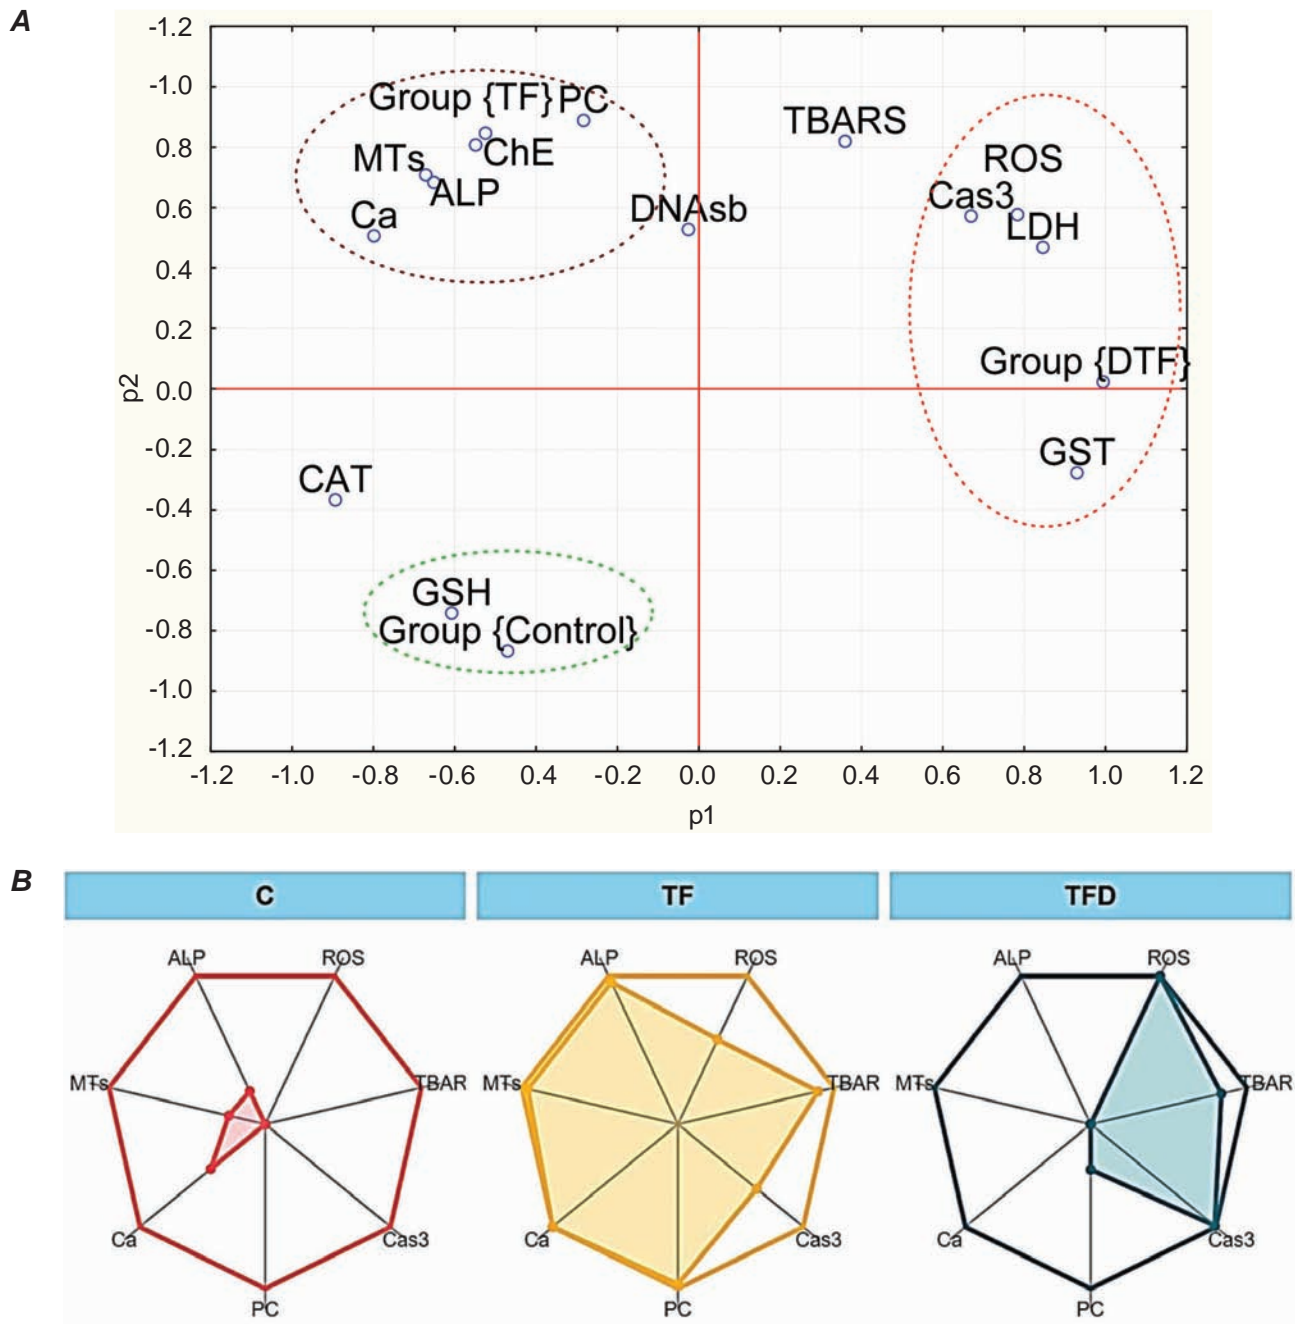 A
-1.2
-1.0
0.8
0.6
0.4
0.2
0.0
-0.2
-0.4
-0.6
-0.8
-1.0
-1.2
p2
Group {TF} PC
TBARS
MTs ChE
ROS
ALP
Cas3
Ca
DNAsb
LDH
Group {DTF}
GST
CAT
GSH
Group {Control}
-1.2 -1.0 -0.8 -0.6 0.4 -0.2 0.0 0.2 0.4 0.6 0.8 1.0 1.2
p1
B
C TF TFD
ALP ROS ALP ROS ALP ROS
MTs TBAR MTs TBAR MTs TBAR
Ca Cas3 Ca Cas3 Ca Cas3
PC PC PC